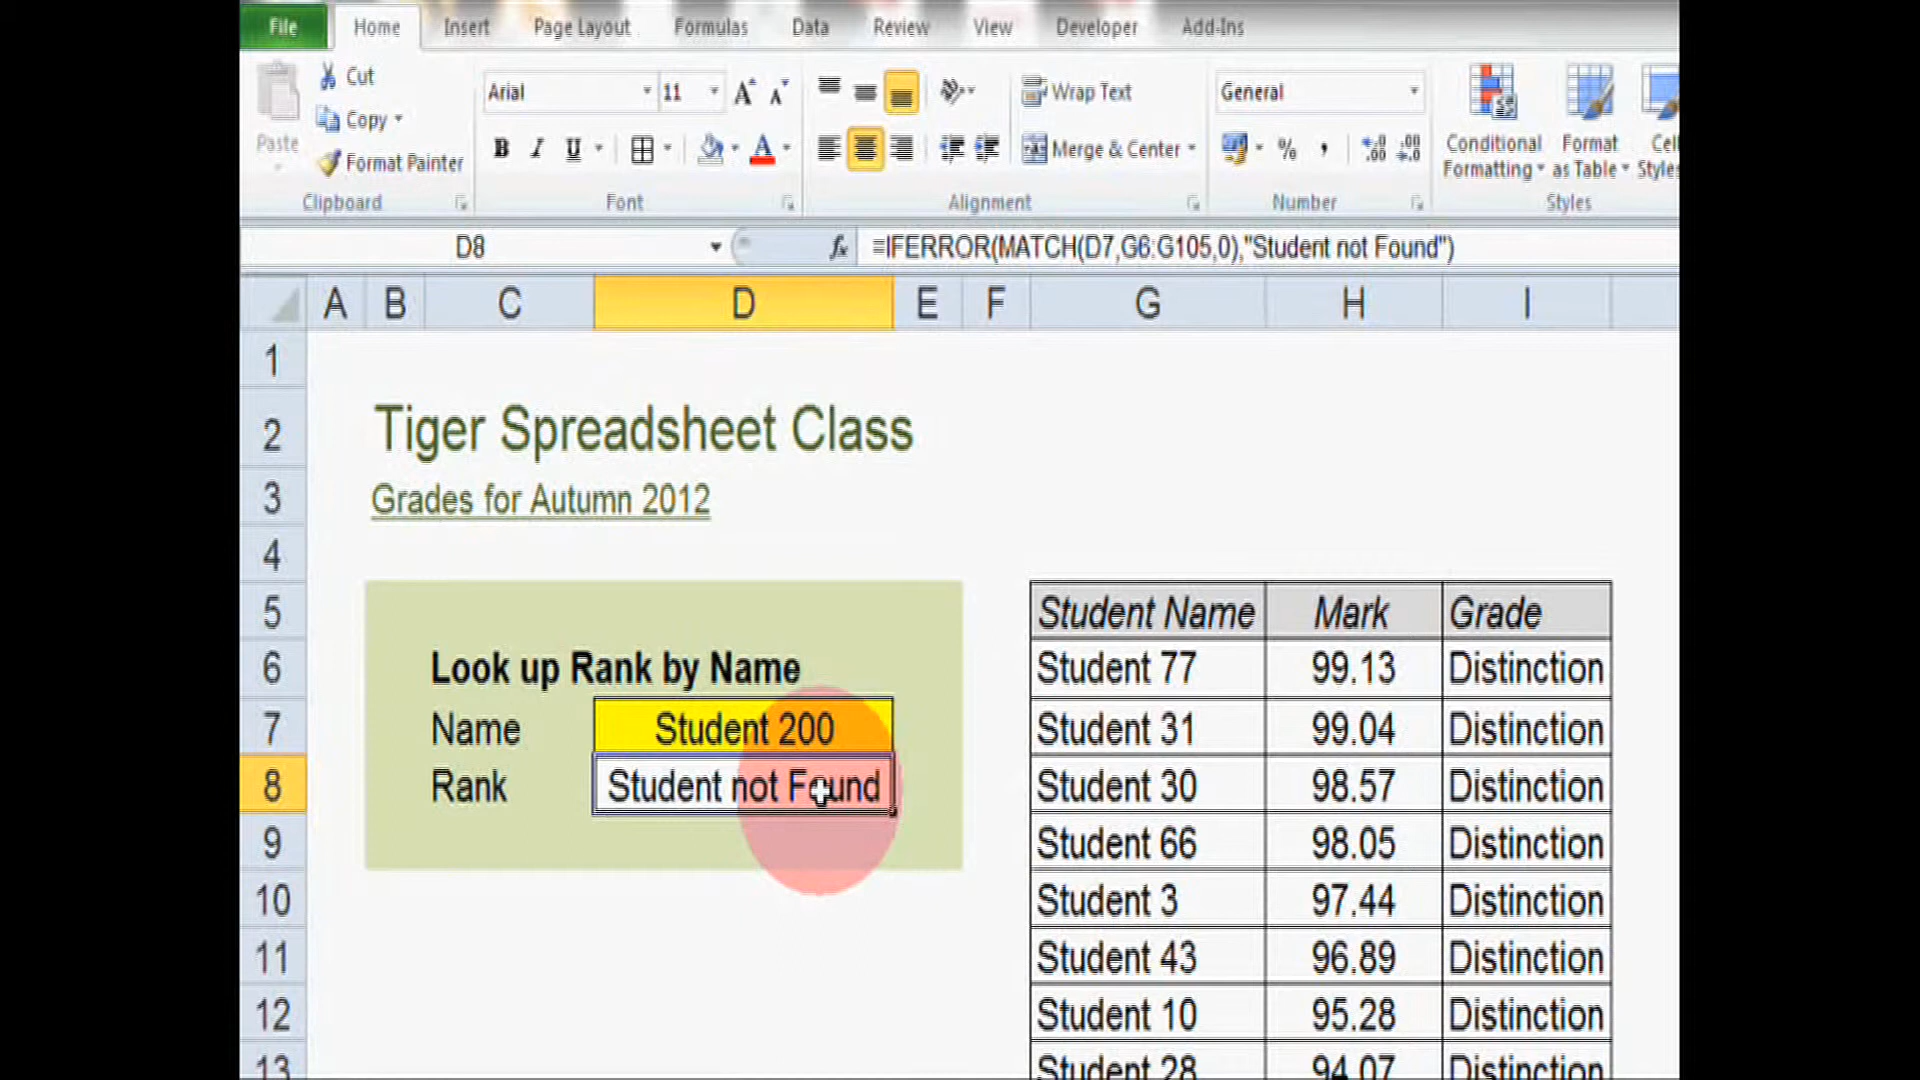 File Home Insert Page Layout Formulas Data Review View Developer Add-Ins
Paste
Cut
Copy
Format Painter
Clipboard
Arial 11
B I U
Font
Wrap Text
Merge & Center
Alignment
General
%
Number
Conditional Formatting
Format as Table
Styles
D8 fx =IFERROR(MATCH(D7,G6:G105,0),"Student not Found")
A B C D E F G H I
1
2 Tiger Spreadsheet Class
3 Grades for Autumn 2012
4
5 Student Name Mark Grade
6 Look up Rank by Name Student 77 99.13 Distinction
7 Name Student 200 Student 31 99.04 Distinction
8 Rank Student not Found Student 30 98.57 Distinction
9 Student 66 98.05 Distinction
10 Student 3 97.44 Distinction
11 Student 43 96.89 Distinction
12 Student 10 95.28 Distinction
13 Student 28 94.07 Distinction